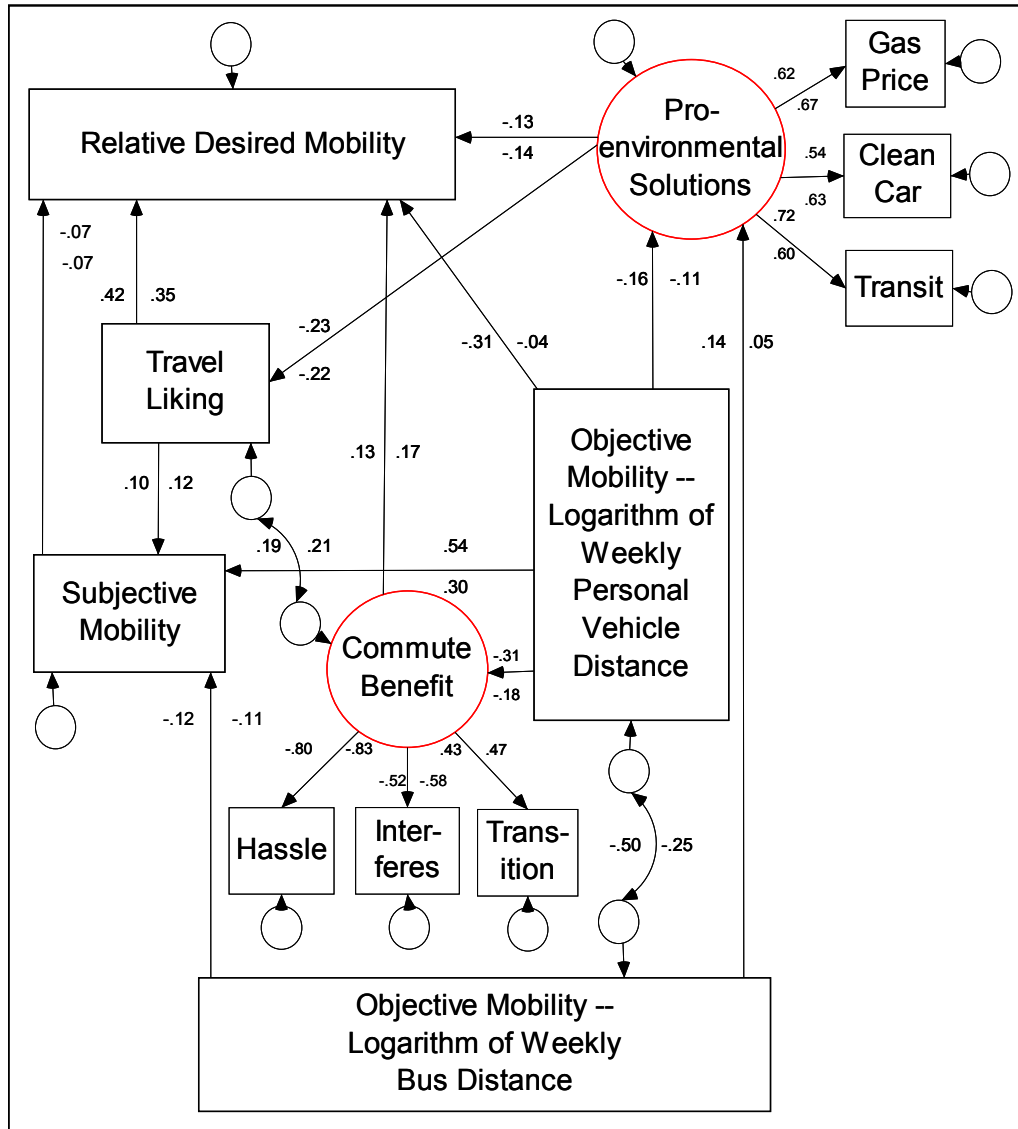 Gas
Price
.62
.67
Pro-
environmental
Solutions
Relative Desired Mobility
-.13
-.14
.54
.63
Clean
Car
.72
.60
Transit
-.07
-.07
.42 .35
-.16 -.11
-.23
-.22
-.31 -.04
.14 .05
Travel
Liking
.13 .17
.10 .12
Objective
Mobility --
Logarithm of
Weekly
Personal
Vehicle
Distance
.19 .21
.54
.30
Subjective
Mobility
Commute
Benefit
-.31
-.18
-.12 -.11
-.80 -.83
-.52 -.58
.43 .47
Hassle
Inter-
feres
Trans-
ition
-.50 -.25
Objective Mobility --
Logarithm of Weekly
Bus Distance